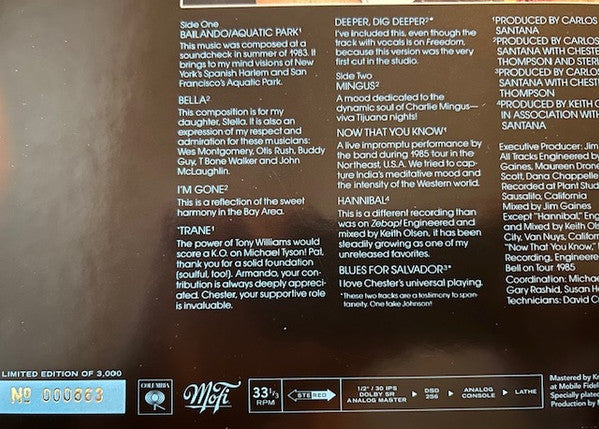 Side One
BAILANDO/AQUATIC PARK¹
This music was composed at a
soundcheck in summer of 1983. It
brings to my mind visions of New
York's Spanish Harlem and San
Francisco's Aquatic Park.
BELLA²
This composition is for my
daughter, Stella. It is also an
expression of my respect and
admiration for these musicians:
Wes Montgomery, Otis Rush, Buddy
Guy, T Bone Walker and John
McLaughlin.
I'M GONE²
This is a reflection of the sweet
harmony in the Bay Area.
'TRANE¹
The power of Tony Williams would
score a K.O. on Michael Tyson! Pal,
thank you for a solid foundation
(soulful, too!). Armando, your con-
tribution is always deeply appreci-
ated. Chester, your supportive role
is invaluable.
DEEPER, DIG DEEPER²*
I've included this, even though the
track with vocals is on Freedom,
because this version was the very
first cut in the studio.
Side Two
MINGUS²
A mood dedicated to the
dynamic soul of Charlie Mingus—
viva Tijuana nights!
NOW THAT YOU KNOW¹
A live impromptu performance by
the band during 1985 tour in the
Northeast, U.S.A. We tried to cap-
ture India's meditative mood and
the intensity of the Western world.
HANNIBAL⁴
This is a different recording than
was on Zebop! Engineered and
mixed by Keith Olsen, it has been
steadily growing as one of my
unreleased favorites.
BLUES FOR SALVADOR³*
I love Chester's universal playing.
*These two tracks are a testimony to spon-
taneity. One take Johnson!
¹PRODUCED BY CARLOS
SANTANA
²PRODUCED BY CARLOS
SANTANA WITH CHESTE
THOMPSON AND STERL
³PRODUCED BY CARLOS
SANTANA WITH CHEST
THOMPSON
⁴PRODUCED BY KEITH O
IN ASSOCIATION WITH
SANTANA
Executive Producer: Jim
All Tracks Engineered by
Gaines, Maureen Drone
Scott, Dana Chappelle
Recorded at Plant Stud
Sausalito, California
Mixed by Jim Gaines
Except "Hannibal," Eng
and Mixed by Keith Ols
City, Van Nuys, Californ
"Now That You Know,"
Recording, Engineere
Bell on Tour 1985
Coordination: Michae
Gary Rashid, Susan He
Technicians: David Cr
LIMITED EDITION OF 3,000
Nº 000663
COLUMBIA
MoFi
33 1/3
RPM
STEREO
1/2" / 30 IPS
DOLBY SR
ANALOG MASTER
DSD
256
ANALOG
CONSOLE
LATHE
Mastered by Kr
at Mobile Fidel
Specially plated
Production by M